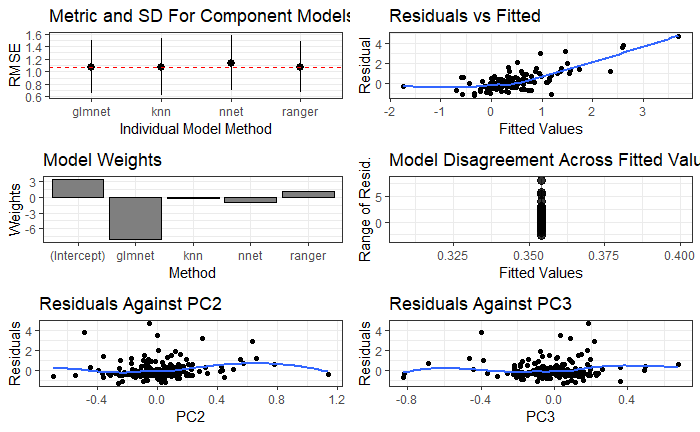 Metric and SD For Component Models
RMSE
1.6
1.4
1.2
1.0
0.8
0.6
glmnet knn nnet ranger
Individual Model Method
Residuals vs Fitted
Residual
4
2
0
-2 -1 0 1 2 3
Fitted Values
Model Weights
Weights
3
0
-3
-6
(Intercept) glmnet knn nnet ranger
Method
Model Disagreement Across Fitted Valu
Range of Resid.
5
0
0.325 0.350 0.375 0.400
Fitted Values
Residuals Against PC2
Residuals
4
2
0
-0.4 0.0 0.4 0.8 1.2
PC2
Residuals Against PC3
Residuals
4
2
0
-0.8 -0.4 0.0 0.4
PC3